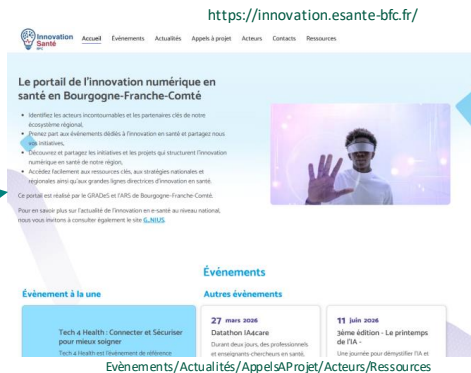 https://innovation.esante-bfc.fr/
Innovation
Santé
BFC
Accueil Évènements Actualités Appels à projet Acteurs Contacts Ressources
Le portail de l'innovation numérique en
santé en Bourgogne-Franche-Comté
• Identifiez les acteurs incontournables et les partenaires clés de notre
écosystème régional,
• Prenez part aux évènements dédiés à l'innovation en santé et partagez nous
vos initiatives,
• Découvrez et partagez les initiatives et les projets qui structurent l'innovation
numérique en santé de notre région,
• Accédez facilement aux ressources clés, aux stratégies nationales et
régionales ainsi qu'aux grandes lignes directrices d'innovation en santé.
Ce portail est réalisé par le GRADeS et l'ARS de Bourgogne-Franche-Comté.
Pour en savoir plus sur l'actualité de l'innovation en e-santé au niveau national,
nous vous invitons à consulter également le site G_NIUS.
Évènements
Évènement à la une
Autres évènements
Tech 4 Health : Connecter et Sécuriser
pour mieux soigner
Tech 4 Health est l'évènement de référence
27 mars 2026
Datathon IA4care
Durant deux jours, des professionnels
et enseignants chercheurs en santé,
11 juin 2026
3ème édition - Le printemps
de l'IA -
Une journée pour démystifier l'IA et
Evènements/Actualités/AppelsAProjet/Acteurs/Ressources